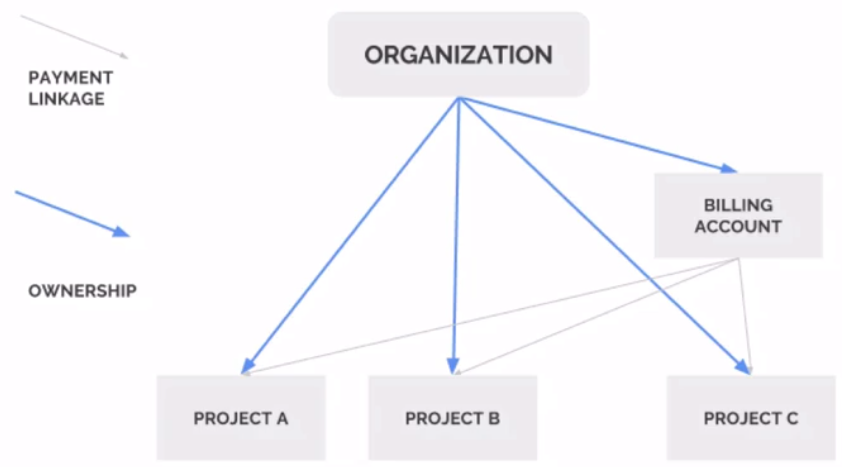 ORGANIZATION
PAYMENT
LINKAGE
BILLING
ACCOUNT
OWNERSHIP
PROJECT A
PROJECT B
PROJECT C